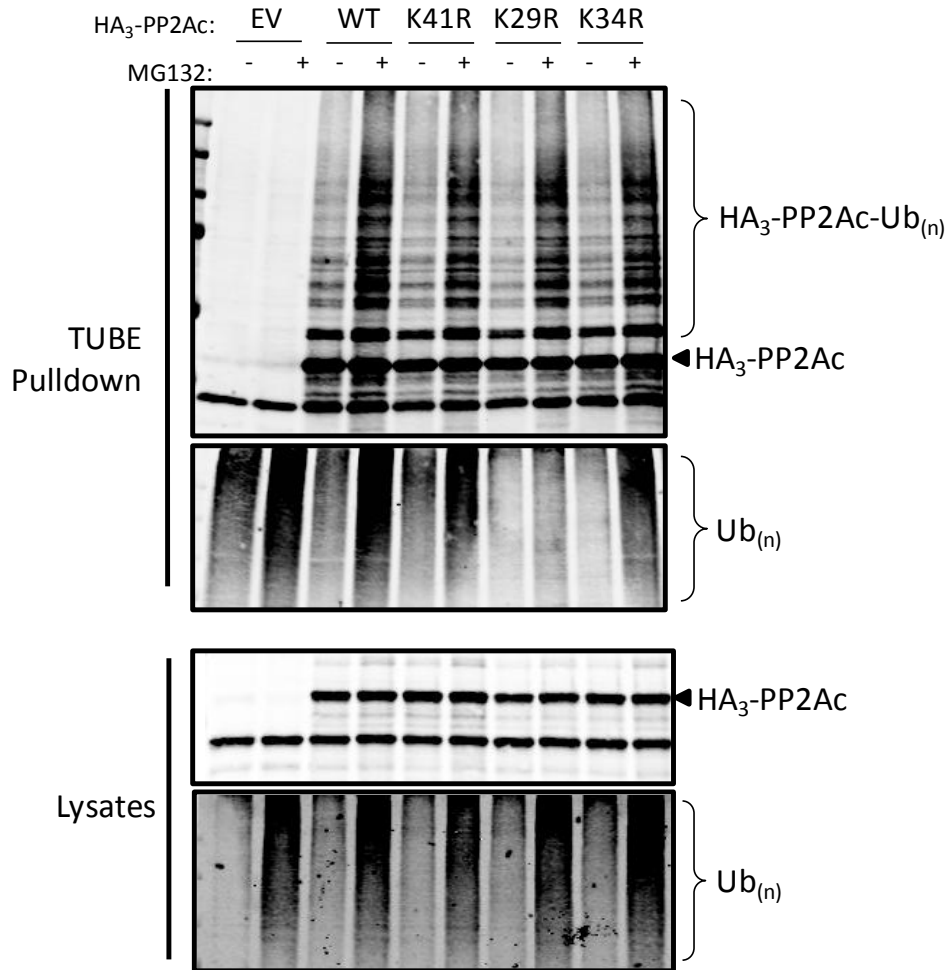 HA₃-PP2Ac: EV WT K41R K29R K34R
MG132: - + - + - + - + - +
TUBE
Pulldown
HA₃-PP2Ac-Ub₍ₙ₎
HA₃-PP2Ac
Ub₍ₙ₎
Lysates
HA₃-PP2Ac
Ub₍ₙ₎